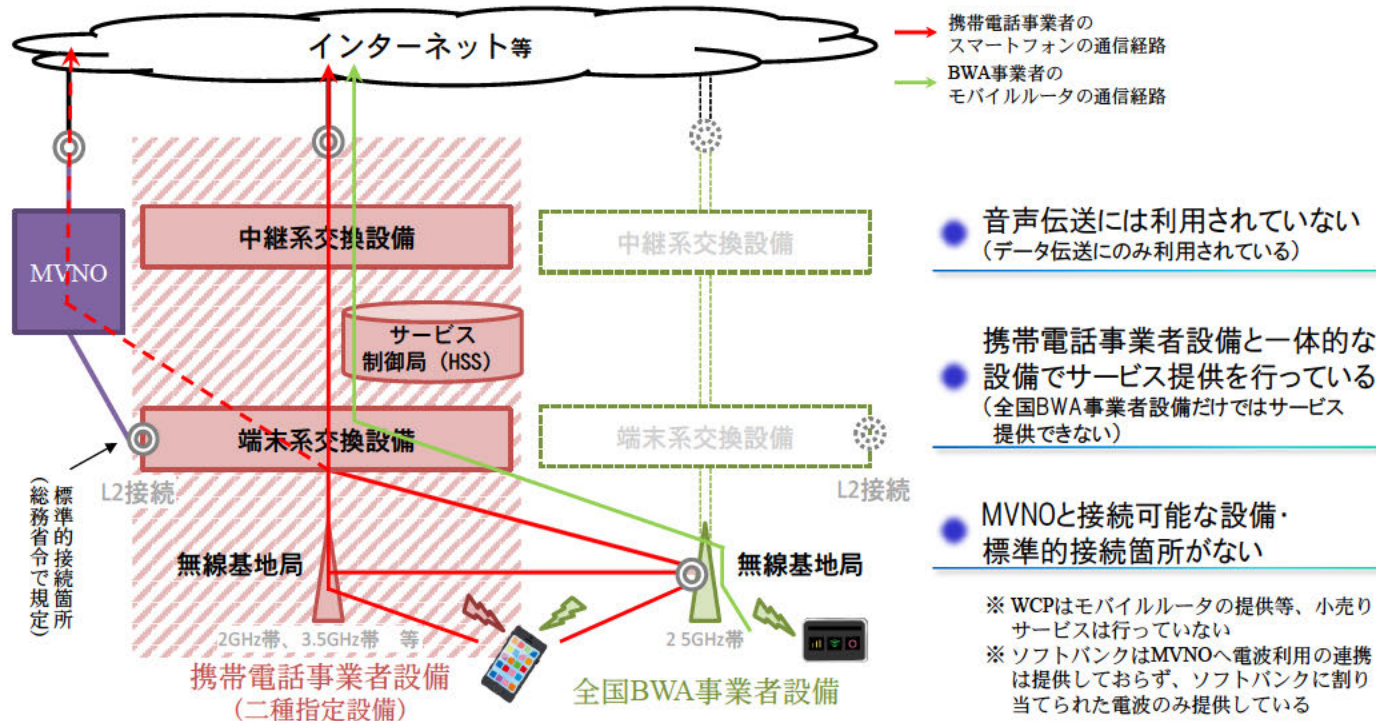 インターネット等
携帯電話事業者の
スマートフォンの通信経路
BWA事業者の
モバイルルータの通信経路
中継系交換設備
中継系交換設備
MVNO
サービス
制御局（HSS）
端末系交換設備
端末系交換設備
L2接続
L2接続
標準的接続箇所
（総務省令で規定）
無線基地局
無線基地局
2GHz帯、3.5GHz帯　等
2 5GHz帯
携帯電話事業者設備
（二種指定設備）
全国BWA事業者設備
音声伝送には利用されていない
（データ伝送にのみ利用されている）
携帯電話事業者設備と一体的な
設備でサービス提供を行っている
（全国BWA事業者設備だけではサービス
提供できない）
MVNOと接続可能な設備・
標準的接続箇所がない
※ WCPはモバイルルータの提供等、小売り
サービスは行っていない
※ ソフトバンクはMVNOへ電波利用の連携
は提供しておらず、ソフトバンクに割り
当てられた電波のみ提供している